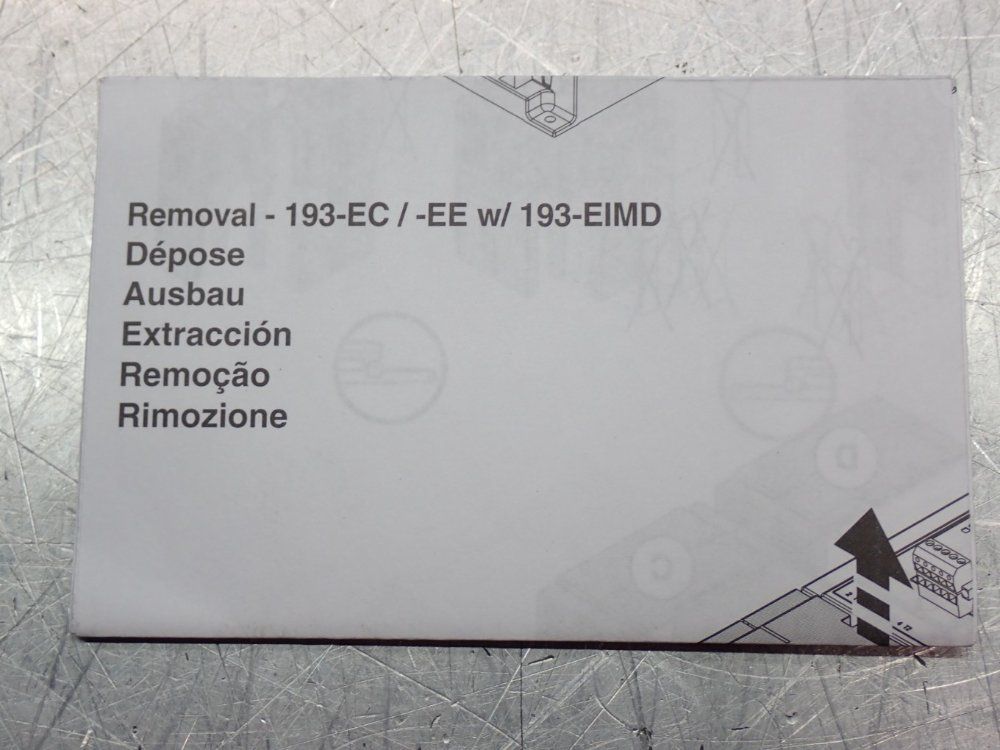 Removal - 193-EC / -EE w/ 193-EIMD
Dépose
Ausbau
Extracción
Remoção
Rimozione